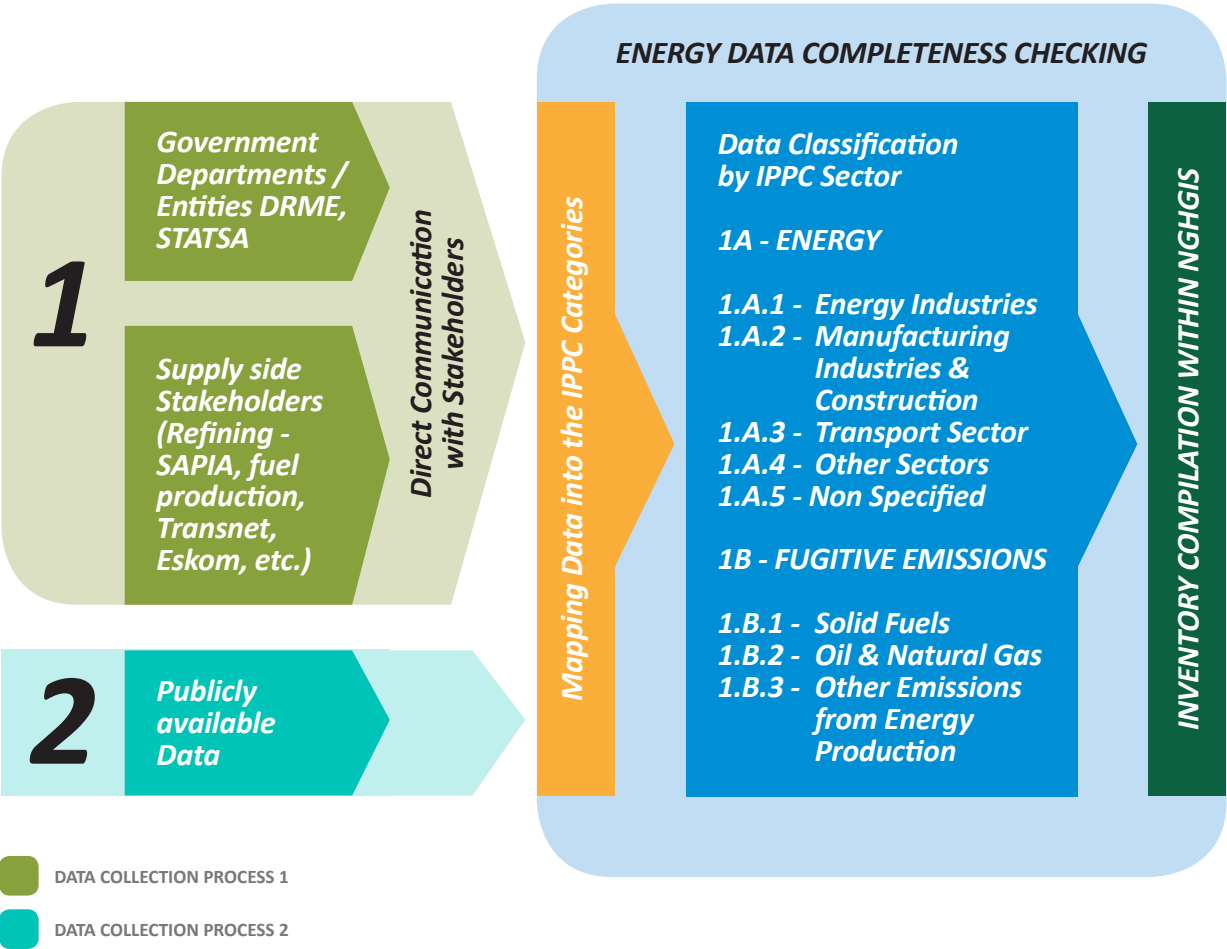 ENERGY DATA COMPLETENESS CHECKING
1
Government
Departments /
Entities DRME,
STATSA
Supply side
Stakeholders
(Refining -
SAPIA, fuel
production,
Transnet,
Eskom, etc.)
Direct Communication
with Stakeholders
2
Publicly
available
Data
Mapping Data into the IPPC Categories
Data Classification
by IPPC Sector
1A - ENERGY
1.A.1 - Energy Industries
1.A.2 - Manufacturing
Industries &
Construction
1.A.3 - Transport Sector
1.A.4 - Other Sectors
1.A.5 - Non Specified
1B - FUGITIVE EMISSIONS
1.B.1 - Solid Fuels
1.B.2 - Oil & Natural Gas
1.B.3 - Other Emissions
from Energy
Production
INVENTORY COMPILATION WITHIN NGHGIS
DATA COLLECTION PROCESS 1
DATA COLLECTION PROCESS 2